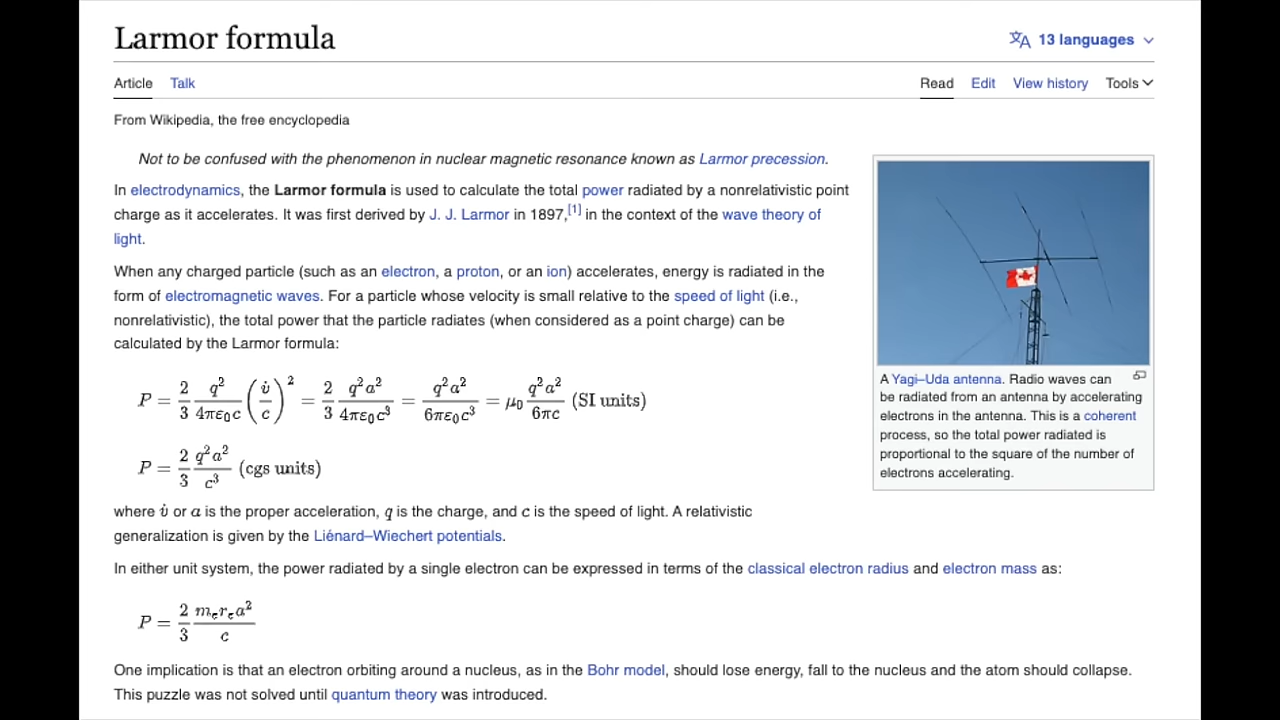 Larmor formula
13 languages
Article Talk
Read Edit View history Tools
From Wikipedia, the free encyclopedia
Not to be confused with the phenomenon in nuclear magnetic resonance known as Larmor precession.
In electrodynamics, the Larmor formula is used to calculate the total power radiated by a nonrelativistic point
charge as it accelerates. It was first derived by J. J. Larmor in 1897,[1] in the context of the wave theory of
light.
When any charged particle (such as an electron, a proton, or an ion) accelerates, energy is radiated in the
form of electromagnetic waves. For a particle whose velocity is small relative to the speed of light (i.e.,
nonrelativistic), the total power that the particle radiates (when considered as a point charge) can be
calculated by the Larmor formula:
P = 2/3 q²/(4πε₀c) (v̇/c)² = 2/3 q²a²/(4πε₀c³) = q²a²/(6πε₀c³) = μ₀ q²a²/(6πc) (SI units)
P = 2/3 q²a²/c³ (cgs units)
A Yagi–Uda antenna. Radio waves can
be radiated from an antenna by accelerating
electrons in the antenna. This is a coherent
process, so the total power radiated is
proportional to the square of the number of
electrons accelerating.
where v̇ or a is the proper acceleration, q is the charge, and c is the speed of light. A relativistic
generalization is given by the Liénard–Wiechert potentials.
In either unit system, the power radiated by a single electron can be expressed in terms of the classical electron radius and electron mass as:
P = 2/3 mₑrₑa²/c
One implication is that an electron orbiting around a nucleus, as in the Bohr model, should lose energy, fall to the nucleus and the atom should collapse.
This puzzle was not solved until quantum theory was introduced.